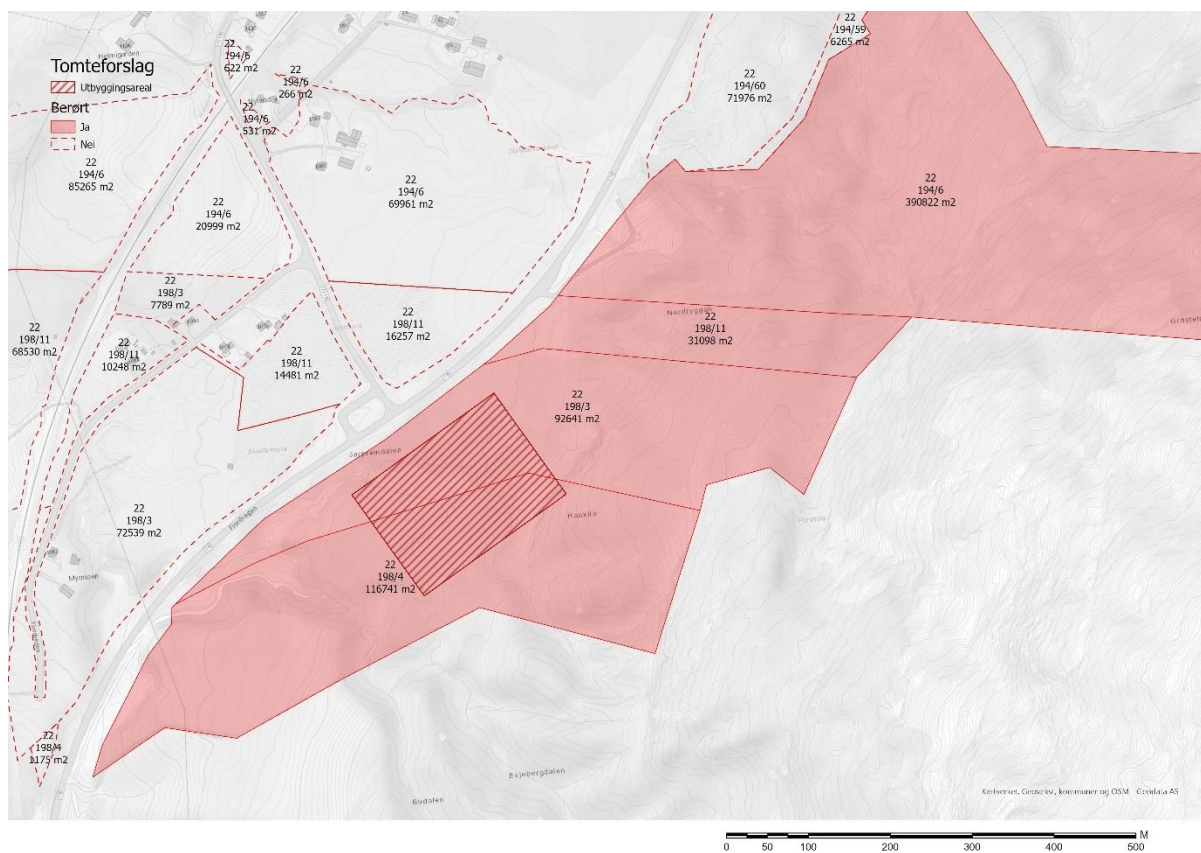 Tomteforslag
Utbyggingsareal
Berørt
Ja
Nei
22
194/6
622 m2
22
194/6
266 m2
22
194/6
531 m2
22
194/59
6265 m2
22
194/60
71976 m2
22
194/6
85265 m2
22
194/6
20999 m2
22
194/6
69961 m2
22
194/6
390822 m2
22
198/3
7789 m2
22
198/11
68530 m2
22
198/11
10248 m2
22
198/11
14481 m2
22
198/11
16257 m2
Nordryggen
22
198/11
31098 m2
22
198/3
92641 m2
Jarpreindalen
Fjordvegen
Hauklia
22
198/3
72539 m2
Myrmoen
22
198/4
116741 m2
22
198/4
1175 m2
Exjebergdalen
Budalen
Kartverket, Geovekst, kommuner og OSM Geodata AS
0 50 100 200 300 400 500 M